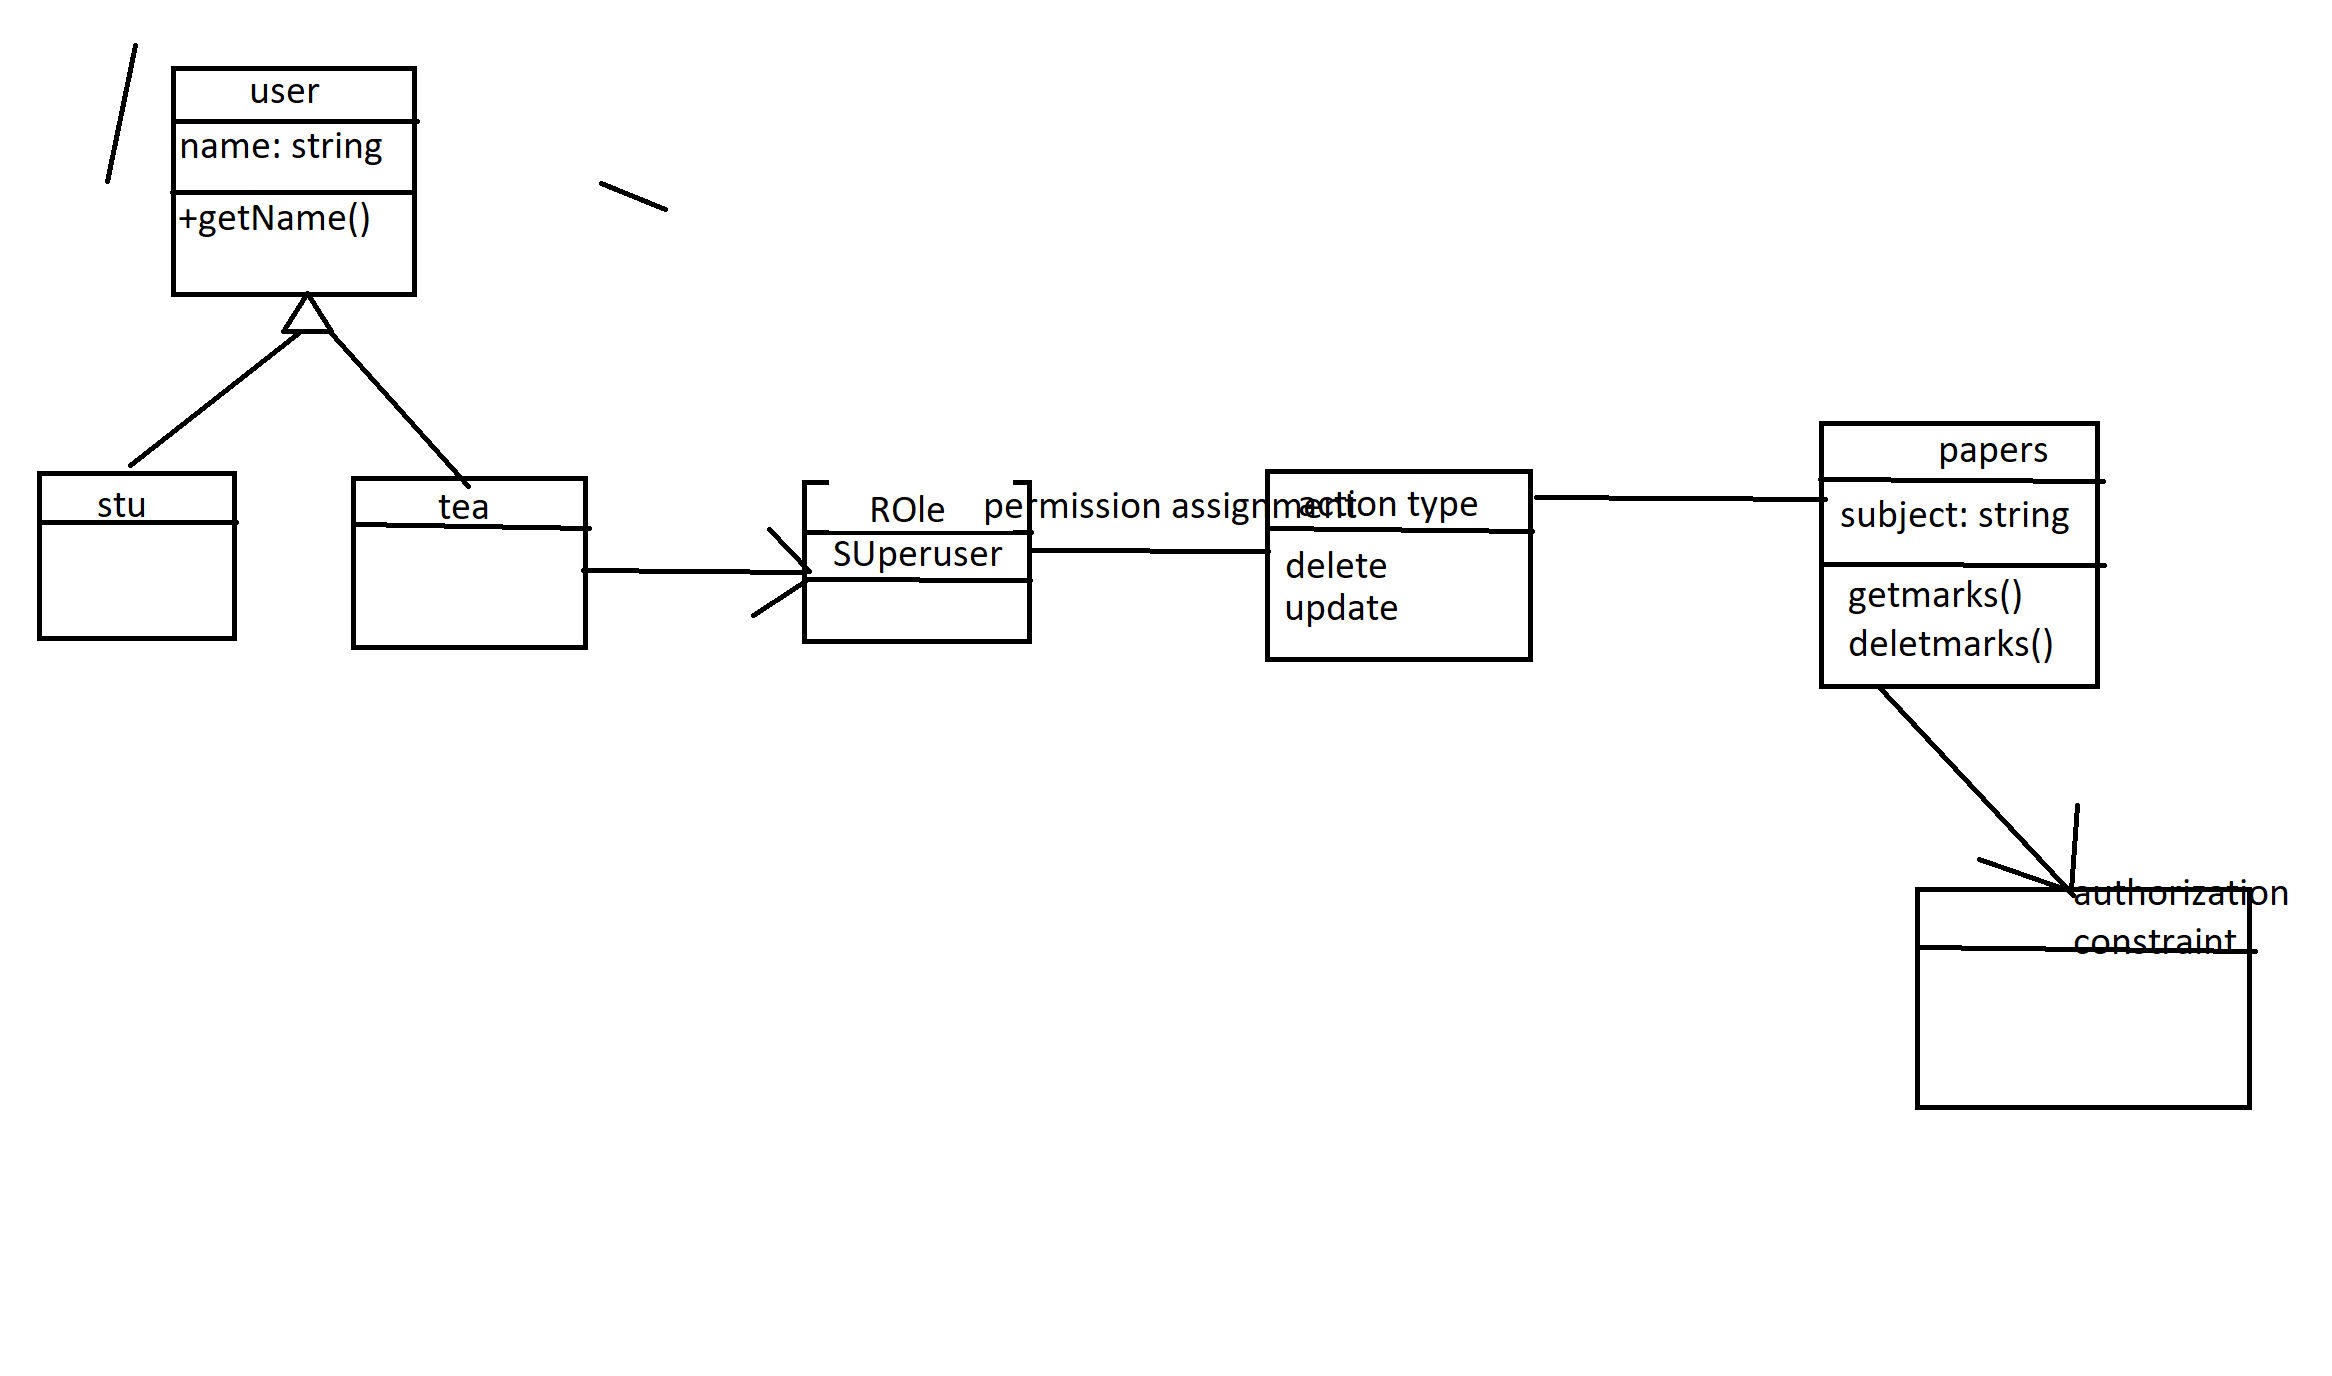 user
name: string
+getName()
stu
tea
ROle
SUperuser
permission assignment
action type
delete
update
papers
subject: string
getmarks()
deletmarks()
authorization
constraint